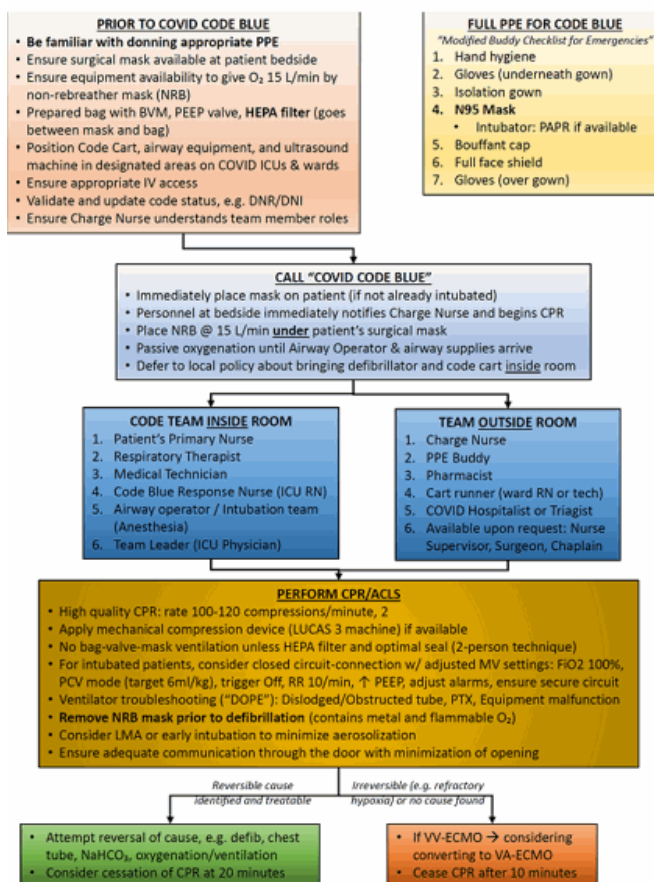 PRIOR TO COVID CODE BLUE
• Be familiar with donning appropriate PPE
• Ensure surgical mask available at patient bedside
• Ensure equipment availability to give O₂ 15 L/min by
non-rebreather mask (NRB)
• Prepared bag with BVM, PEEP valve, HEPA filter (goes
between mask and bag)
• Position Code Cart, airway equipment, and ultrasound
machine in designated areas on COVID ICUs & wards
• Ensure appropriate IV access
• Validate and update code status, e.g. DNR/DNI
• Ensure Charge Nurse understands team member roles
FULL PPE FOR CODE BLUE
"Modified Buddy Checklist for Emergencies"
1. Hand hygiene
2. Gloves (underneath gown)
3. Isolation gown
4. N95 Mask
• Intubator: PAPR if available
5. Bouffant cap
6. Full face shield
7. Gloves (over gown)
CALL "COVID CODE BLUE"
• Immediately place mask on patient (if not already intubated)
• Personnel at bedside immediately notifies Charge Nurse and begins CPR
• Place NRB @ 15 L/min under patient's surgical mask
• Passive oxygenation until Airway Operator & airway supplies arrive
• Defer to local policy about bringing defibrillator and code cart inside room
CODE TEAM INSIDE ROOM
1. Patient's Primary Nurse
2. Respiratory Therapist
3. Medical Technician
4. Code Blue Response Nurse (ICU RN)
5. Airway operator / Intubation team
(Anesthesia)
6. Team Leader (ICU Physician)
TEAM OUTSIDE ROOM
1. Charge Nurse
2. PPE Buddy
3. Pharmacist
4. Cart runner (ward RN or tech)
5. COVID Hospitalist or Triagist
6. Available upon request: Nurse
Supervisor, Surgeon, Chaplain
PERFORM CPR/ACLS
• High quality CPR: rate 100-120 compressions/minute, 2
• Apply mechanical compression device (LUCAS 3 machine) if available
• No bag-valve-mask ventilation unless HEPA filter and optimal seal (2-person technique)
• For intubated patients, consider closed circuit-connection w/ adjusted MV settings: FiO2 100%,
PCV mode (target 6ml/kg), trigger Off, RR 10/min, ↑ PEEP, adjust alarms, ensure secure circuit
• Ventilator troubleshooting ("DOPE"): Dislodged/Obstructed tube, PTX, Equipment malfunction
• Remove NRB mask prior to defibrillation (contains metal and flammable O₂)
• Consider LMA or early intubation to minimize aerosolization
• Ensure adequate communication through the door with minimization of opening
Reversible cause
identified and treatable
Irreversible (e.g. refractory
hypoxia) or no cause found
• Attempt reversal of cause, e.g. defib, chest
tube, NaHCO₃, oxygenation/ventilation
• Consider cessation of CPR at 20 minutes
• If VV-ECMO → considering
converting to VA-ECMO
• Cease CPR after 10 minutes